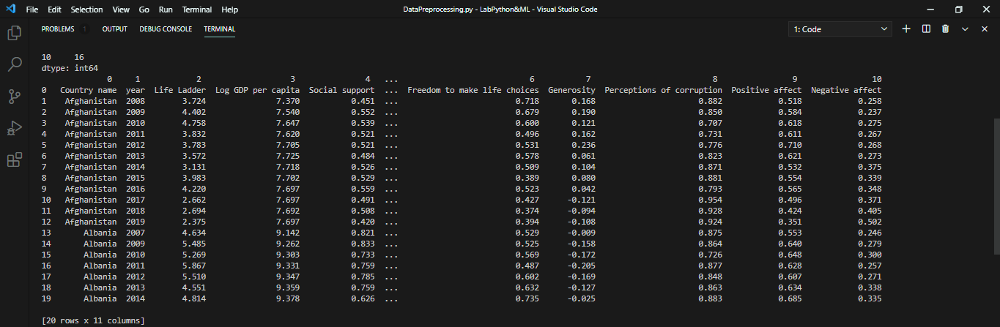 File Edit Selection View Go Run Terminal Help DataPreprocessing.py - LabPython&ML - Visual Studio Code
PROBLEMS 1 OUTPUT DEBUG CONSOLE TERMINAL 1: Code
10 16
dtype: int64
0 1 2 3 4 ... 6 7 8 9 10
0 Country name year Life Ladder Log GDP per capita Social support ... Freedom to make life choices Generosity Perceptions of corruption Positive affect Negative affect
1 Afghanistan 2008 3.724 7.370 0.451 ... 0.718 0.168 0.882 0.518 0.258
2 Afghanistan 2009 4.402 7.540 0.552 ... 0.679 0.190 0.850 0.584 0.237
3 Afghanistan 2010 4.758 7.647 0.539 ... 0.600 0.121 0.707 0.618 0.275
4 Afghanistan 2011 3.832 7.620 0.521 ... 0.496 0.162 0.731 0.611 0.267
5 Afghanistan 2012 3.783 7.705 0.521 ... 0.531 0.236 0.776 0.710 0.268
6 Afghanistan 2013 3.572 7.725 0.484 ... 0.578 0.061 0.823 0.621 0.273
7 Afghanistan 2014 3.131 7.718 0.526 ... 0.509 0.104 0.871 0.532 0.375
8 Afghanistan 2015 3.983 7.702 0.529 ... 0.389 0.080 0.881 0.554 0.339
9 Afghanistan 2016 4.220 7.697 0.559 ... 0.523 0.042 0.793 0.565 0.348
10 Afghanistan 2017 2.662 7.697 0.491 ... 0.427 -0.121 0.954 0.496 0.371
11 Afghanistan 2018 2.694 7.692 0.508 ... 0.374 -0.094 0.928 0.424 0.405
12 Afghanistan 2019 2.375 7.697 0.420 ... 0.394 -0.108 0.924 0.351 0.502
13 Albania 2007 4.634 9.142 0.821 ... 0.529 -0.009 0.875 0.553 0.246
14 Albania 2009 5.485 9.262 0.833 ... 0.525 -0.158 0.864 0.640 0.279
15 Albania 2010 5.269 9.303 0.733 ... 0.569 -0.172 0.726 0.648 0.300
16 Albania 2011 5.867 9.331 0.759 ... 0.487 -0.205 0.877 0.628 0.257
17 Albania 2012 5.510 9.347 0.785 ... 0.602 -0.169 0.848 0.607 0.271
18 Albania 2013 4.551 9.359 0.759 ... 0.632 -0.127 0.863 0.634 0.338
19 Albania 2014 4.814 9.378 0.626 ... 0.735 -0.025 0.883 0.685 0.335
[20 rows x 11 columns]